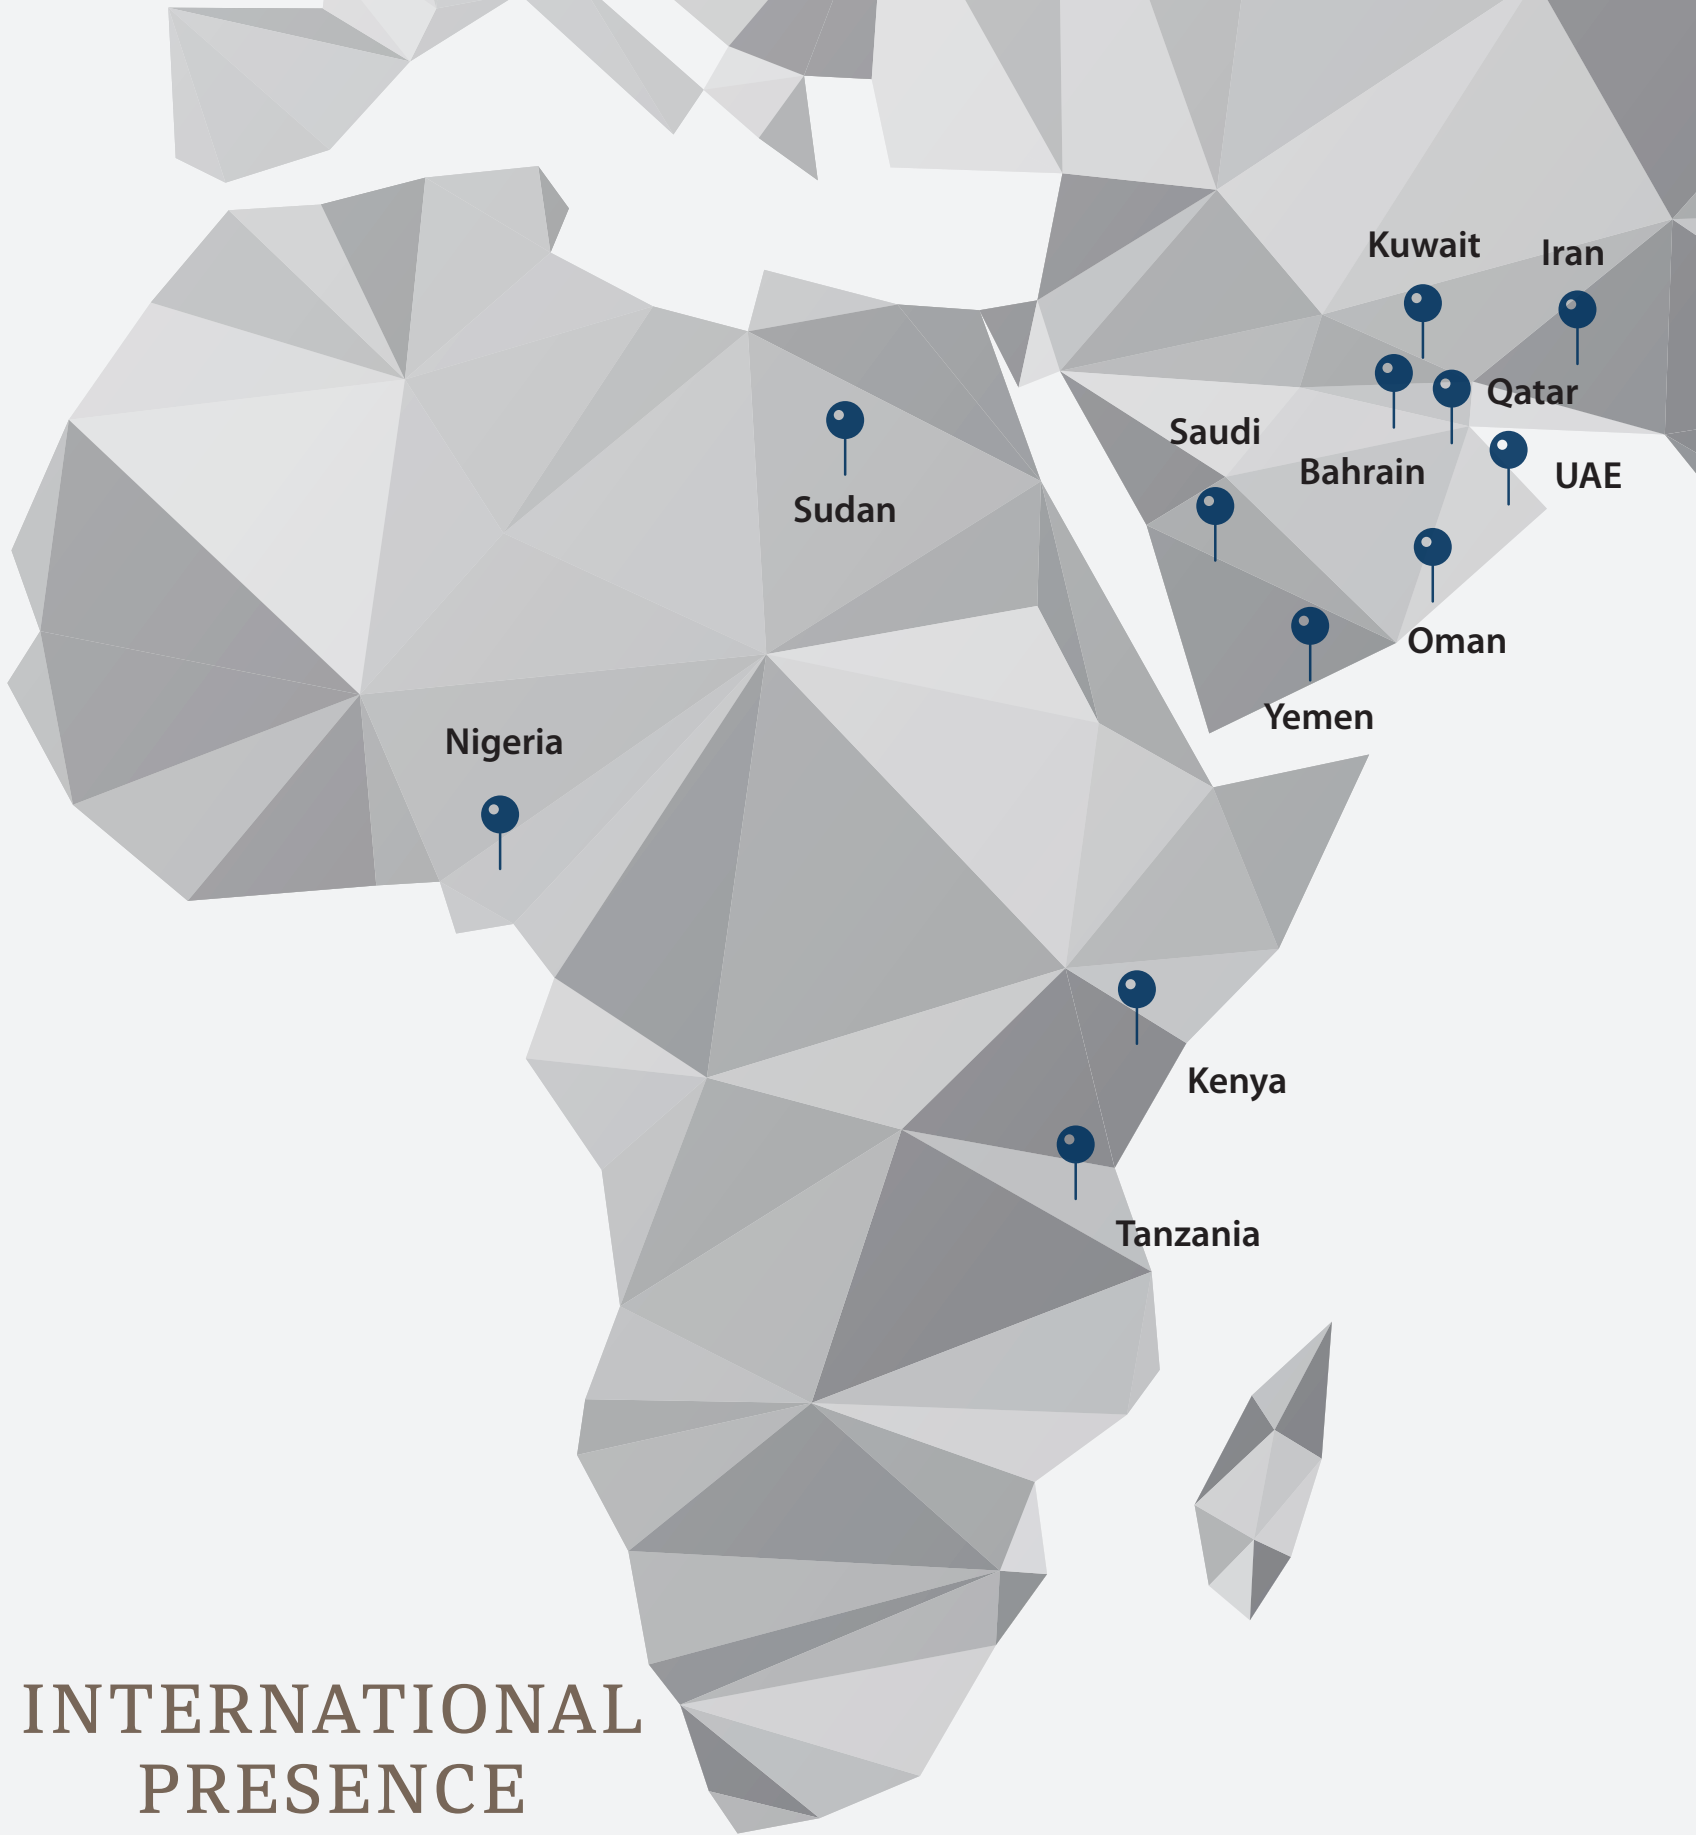 Kuwait
Iran
Qatar
Saudi
Bahrain
UAE
Sudan
Oman
Yemen
Nigeria
Kenya
Tanzania
INTERNATIONAL
PRESENCE